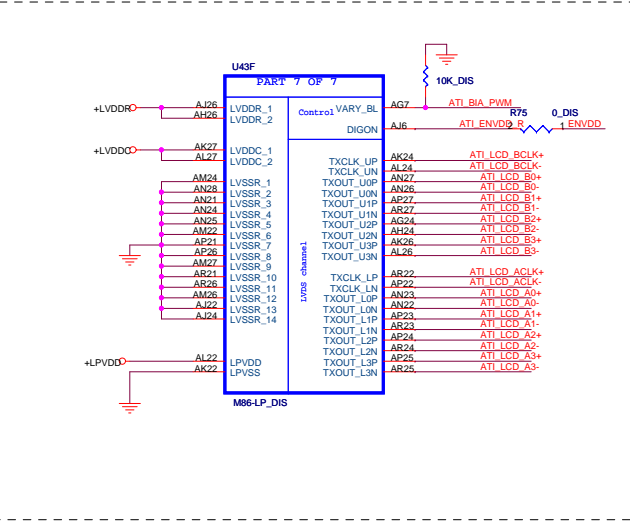 U43F
PART 7 OF 7
10K_DIS
+LVDDR AJ26 LVDDR_1 Control VARY_BL AG7 ATI_BIA_PWM
AH26 LVDDR_2
R75 0_DIS
DIGON AJ6 ATI_ENVDD_R 2 1 ENVDD
+LVDDC AK27 LVDDC_1
AL27 LVDDC_2
TXCLK_UP AK24 ATI_LCD_BCLK+
TXCLK_UN AL24 ATI_LCD_BCLK-
AM24 LVSSR_1 TXOUT_U0P AN27 ATI_LCD_B0+
AN28 LVSSR_2 TXOUT_U0N AN26 ATI_LCD_B0-
AN21 LVSSR_3 TXOUT_U1P AP27 ATI_LCD_B1+
AN24 LVSSR_4 TXOUT_U1N AR27 ATI_LCD_B1-
AN25 LVSSR_5 TXOUT_U2P AG24 ATI_LCD_B2+
AM22 LVSSR_6 TXOUT_U2N AH24 ATI_LCD_B2-
AP21 LVSSR_7 TXOUT_U3P AK26 ATI_LCD_B3+
AP26 LVSSR_8 TXOUT_U3N AL26 ATI_LCD_B3-
AM27 LVSSR_9
AR21 LVSSR_10 TXCLK_LP AR22 ATI_LCD_ACLK+
AR26 LVSSR_11 TXCLK_LN AP22 ATI_LCD_ACLK-
AM26 LVSSR_12 TXOUT_L0P AN23 ATI_LCD_A0+
AJ22 LVSSR_13 TXOUT_L0N AN22 ATI_LCD_A0-
AJ24 LVSSR_14 TXOUT_L1P AP23 ATI_LCD_A1+
TXOUT_L1N AR23 ATI_LCD_A1-
TXOUT_L2P AP24 ATI_LCD_A2+
TXOUT_L2N AR24 ATI_LCD_A2-
+LPVDD AL22 LPVDD TXOUT_L3P AP25 ATI_LCD_A3+
AK22 LPVSS TXOUT_L3N AR25 ATI_LCD_A3-
LVDS channel
M86-LP_DIS